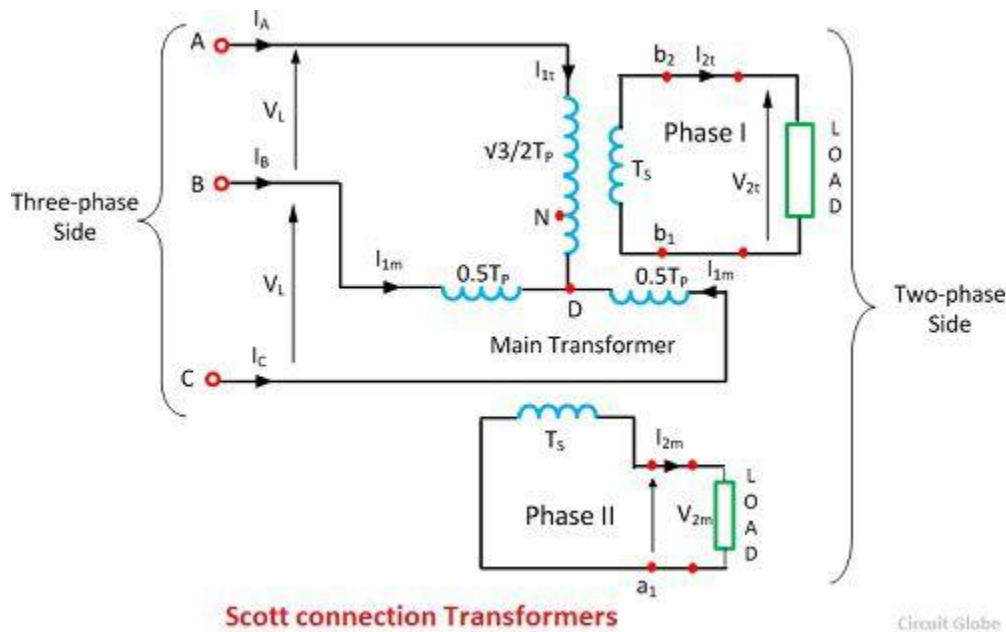 A
I_A
V_L
I_B
B
Three-phase
Side
V_L
I_1m
I_C
C
I_1t
√3/2T_P
N
0.5T_P
D
0.5T_P
I_1m
Main Transformer
b_2
I_2t
Phase I
T_S
V_2t
L
O
A
D
b_1
Two-phase
Side
T_S
I_2m
Phase II
V_2m
L
O
A
D
a_1
Scott connection Transformers
Circuit Globe